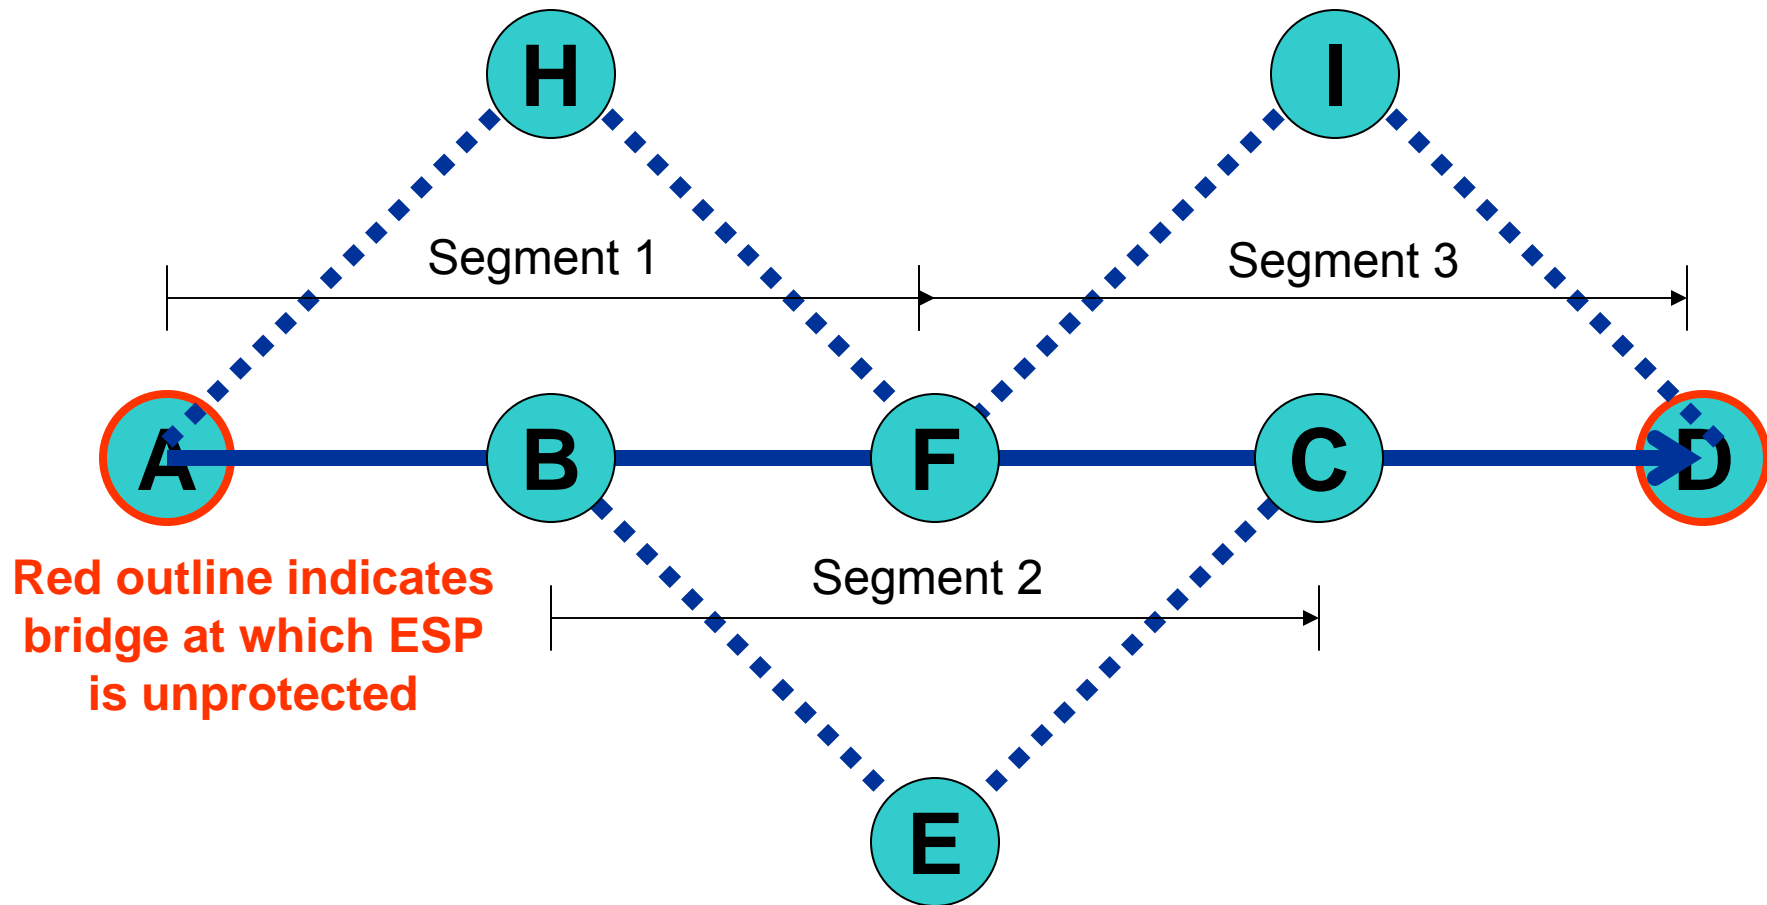 H
I
Segment 1
Segment 3
A
B
F
C
D
Red outline indicates
bridge at which ESP
is unprotected
Segment 2
E